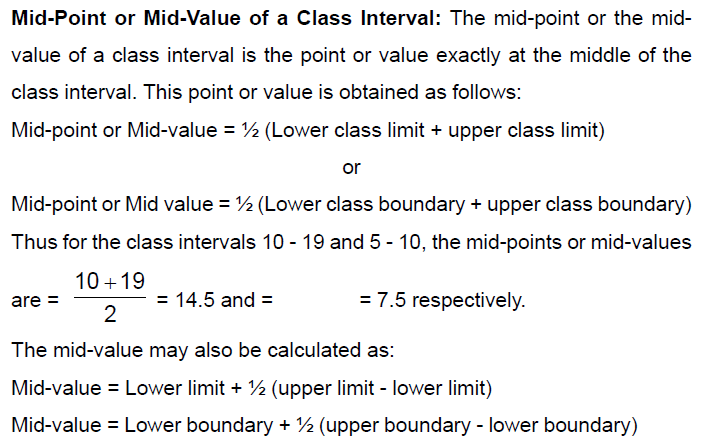 Mid-Point or Mid-Value of a Class Interval: The mid-point or the mid-
value of a class interval is the point or value exactly at the middle of the
class interval. This point or value is obtained as follows:
Mid-point or Mid-value = ½ (Lower class limit + upper class limit)
or
Mid-point or Mid value = ½ (Lower class boundary + upper class boundary)
Thus for the class intervals 10 - 19 and 5 - 10, the mid-points or mid-values
are = (10 + 19)/2 = 14.5 and = = 7.5 respectively.
The mid-value may also be calculated as:
Mid-value = Lower limit + ½ (upper limit - lower limit)
Mid-value = Lower boundary + ½ (upper boundary - lower boundary)